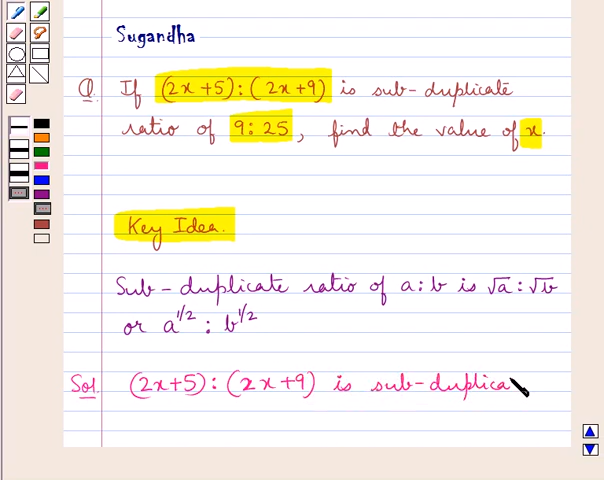 Sugandha
Q. If (2x+5):(2x+9) is sub-duplicate
ratio of 9:25, find the value of x.
Key Idea.
Sub-duplicate ratio of a:b is √a:√b
or a^1/2 : b^1/2
Sol. (2x+5):(2x+9) is sub-duplica